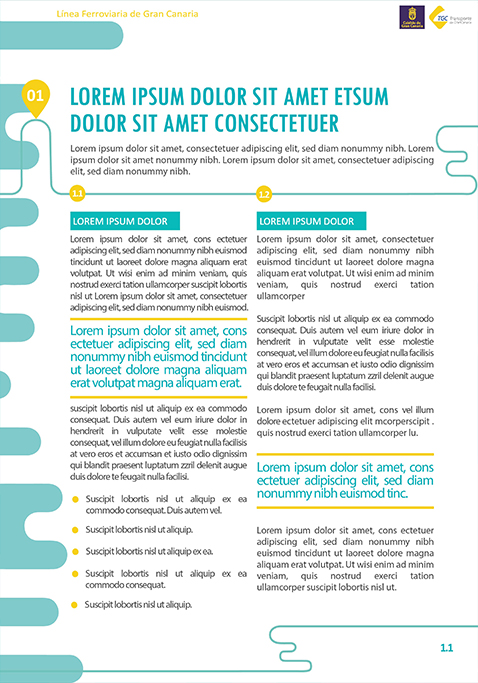 Línea Ferroviaria de Gran Canaria
Cabildo de
Gran Canaria
TGC Transporte
01
LOREM IPSUM DOLOR SIT AMET ETSUM
DOLOR SIT AMET CONSECTETUER
Lorem ipsum dolor sit amet, consectetuer adipiscing elit, sed diam nonummy nibh. Lorem
ipsum dolor sit amet nonummy nibh. Lorem ipsum dolor sit amet, consectetuer adipiscing
elit, sed diam nonummy nibh.
1.1
LOREM IPSUM DOLOR
Lorem ipsum dolor sit amet, cons ectetuer
adipiscing elit, sed diam nonummy nibh euismod
tincidunt ut laoreet dolore magna aliquam erat
volutpat. Ut wisi enim ad minim veniam, quis
nostrud exerci tation ullamcorper suscipit lobortis
nisl ut Lorem ipsum dolor sit amet, consectetuer
adipiscing elit, sed diam nonummy nibh euismod.
Lorem ipsum dolor sit amet, cons
ectetuer adipiscing elit, sed diam
nonummy nibh euismod tincidunt
ut laoreet dolore magna aliquam
erat volutpat magna aliquam erat.
suscipit lobortis nisl ut aliquip ex ea commodo
consequat. Duis autem vel eum iriure dolor in
hendrerit in vulputate velit esse molestie
consequat, vel illum dolore eu feugiat nulla facilisis
at vero eros et accumsan et iusto odio dignissim
qui blandit praesent luptatum zzril delenit augue
duis dolore te feugait nulla facilisi.
Suscipit lobortis nisl ut aliquip ex ea
commodo consequat. Duis autem vel.
Suscipit lobortis nisl ut aliquip.
Suscipit lobortis nisl ut aliquip ex ea.
Suscipit lobortis nisl ut aliquip ex ea
commodo consequat.
Suscipit lobortis nisl ut aliquip.
1.2
LOREM IPSUM DOLOR
Lorem ipsum dolor sit amet, consectetuer
adipiscing elit, sed diam nonummy nibh
euismod tincidunt ut laoreet dolore magna
aliquam erat volutpat. Ut wisi enim ad minim
veniam, quis nostrud exerci tation
ullamcorper
Suscipit lobortis nisl ut aliquip ex ea commodo
consequat. Duis autem vel eum iriure dolor in
hendrerit in vulputate velit esse molestie
consequat, vel illum dolore eu feugiat nulla facilisis
at vero eros et accumsan et iusto odio dignissim
qui blandit praesent luptatum zzril delenit augue
duis dolore te feugait nulla facilisi.
Lorem ipsum dolor sit amet, cons vel illum
dolore ectetuer adipiscing elit mcorperscipit .
quis nostrud exerci tation ullamcorper lu.
Lorem ipsum dolor sit amet, cons
ectetuer adipiscing elit, sed diam
nonummy nibh euismod tinc.
Lorem ipsum dolor sit amet, cons ectetuer
adipiscing elit, sed diam nonummy nibh
euismod tincidunt ut laoreet dolore magna
aliquam erat volutpat. Ut wisi enim ad minim
veniam, quis nostrud exerci tation
ullamcorper suscipit lobortis nisl ut.
1.1